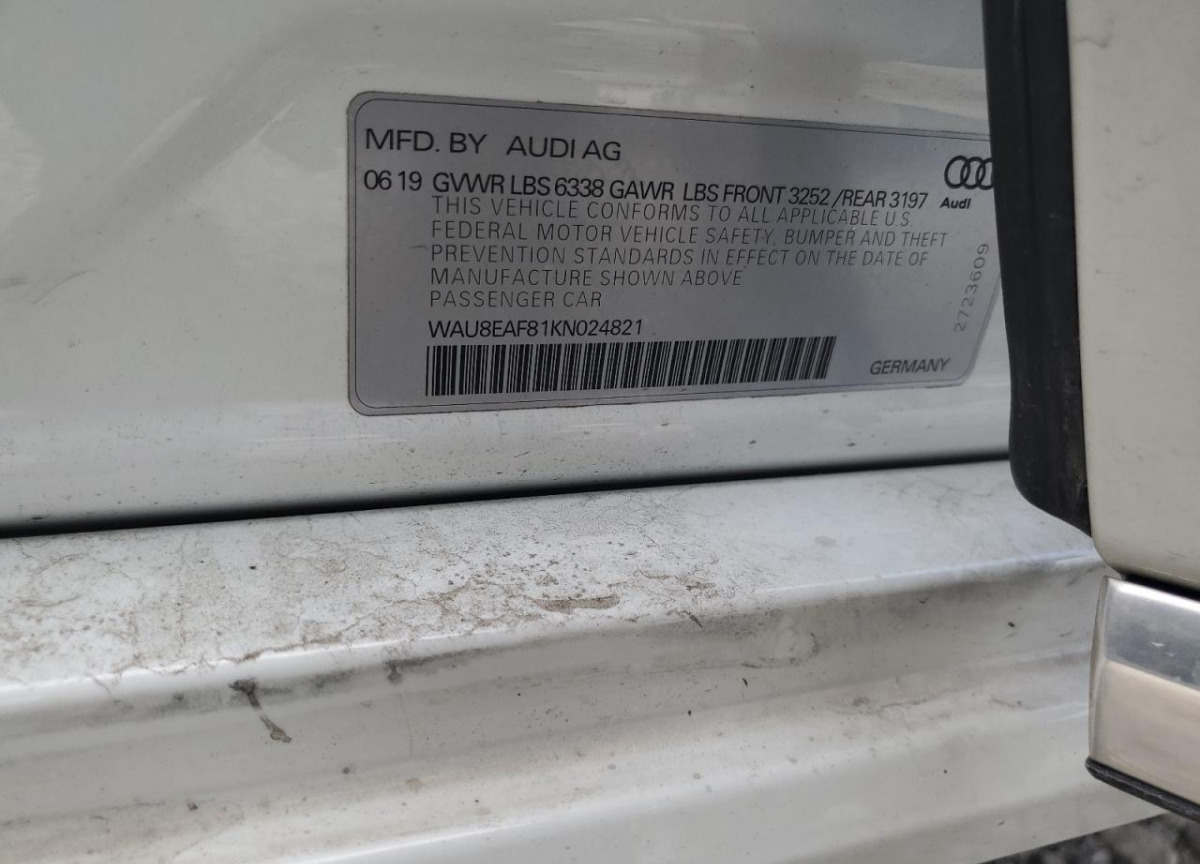 MFD. BY AUDI AG
06 19 GVWR LBS 6338 GAWR LBS FRONT 3252 /REAR 3197
Audi
THIS VEHICLE CONFORMS TO ALL APPLICABLE U.S.
FEDERAL MOTOR VEHICLE SAFETY, BUMPER AND THEFT
PREVENTION STANDARDS IN EFFECT ON THE DATE OF
MANUFACTURE SHOWN ABOVE
PASSENGER CAR
WAU8EAF81KN024821
GERMANY
2723609